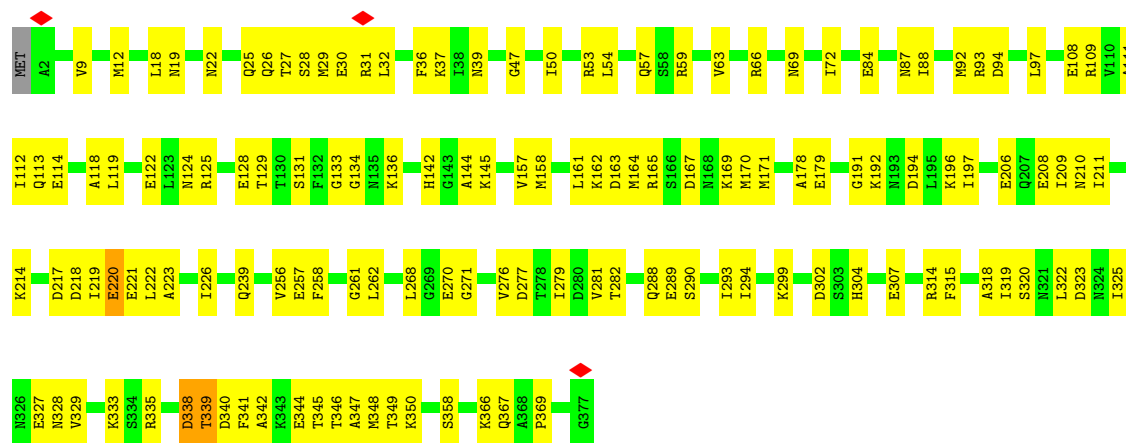 MET A2 V9 M12 L18 N19 N22 Q25 Q26 T27 S28 M29 E30 R31 L32 F36 K37 I38 N39 G47 I50 R53 L54 Q57 S58 R59 V63 R66 N69 I72 E84 N87 I88 M92 R93 D94 L97 E108 R109 V110 A111
I112 Q113 E114 A118 L119 E122 L123 N124 R125 E128 T129 T130 S131 F132 G133 G134 N135 K136 H142 G143 A144 K145 V157 M158 L161 K162 D163 M164 R165 S166 D167 N168 K169 M170 M171 A178 E179 G191 K192 N193 D194 L195 K196 I197 E206 Q207 E208 I209 N210 I211
K214 D217 D218 I219 E220 E221 L222 A223 I226 Q239 V256 E257 F258 G261 L262 L268 G269 E270 G271 V276 D277 T278 I279 D280 V281 T282 Q288 E289 S290 I293 I294 K299 D302 S303 H304 E307 R314 F315 A318 I319 S320 N321 L322 D323 N324 I325
N326 E327 N328 V329 K333 S334 R335 D338 T339 D340 F341 A342 K343 E344 T345 T346 A347 M348 T349 K350 S358 K366 Q367 A368 P369 G377